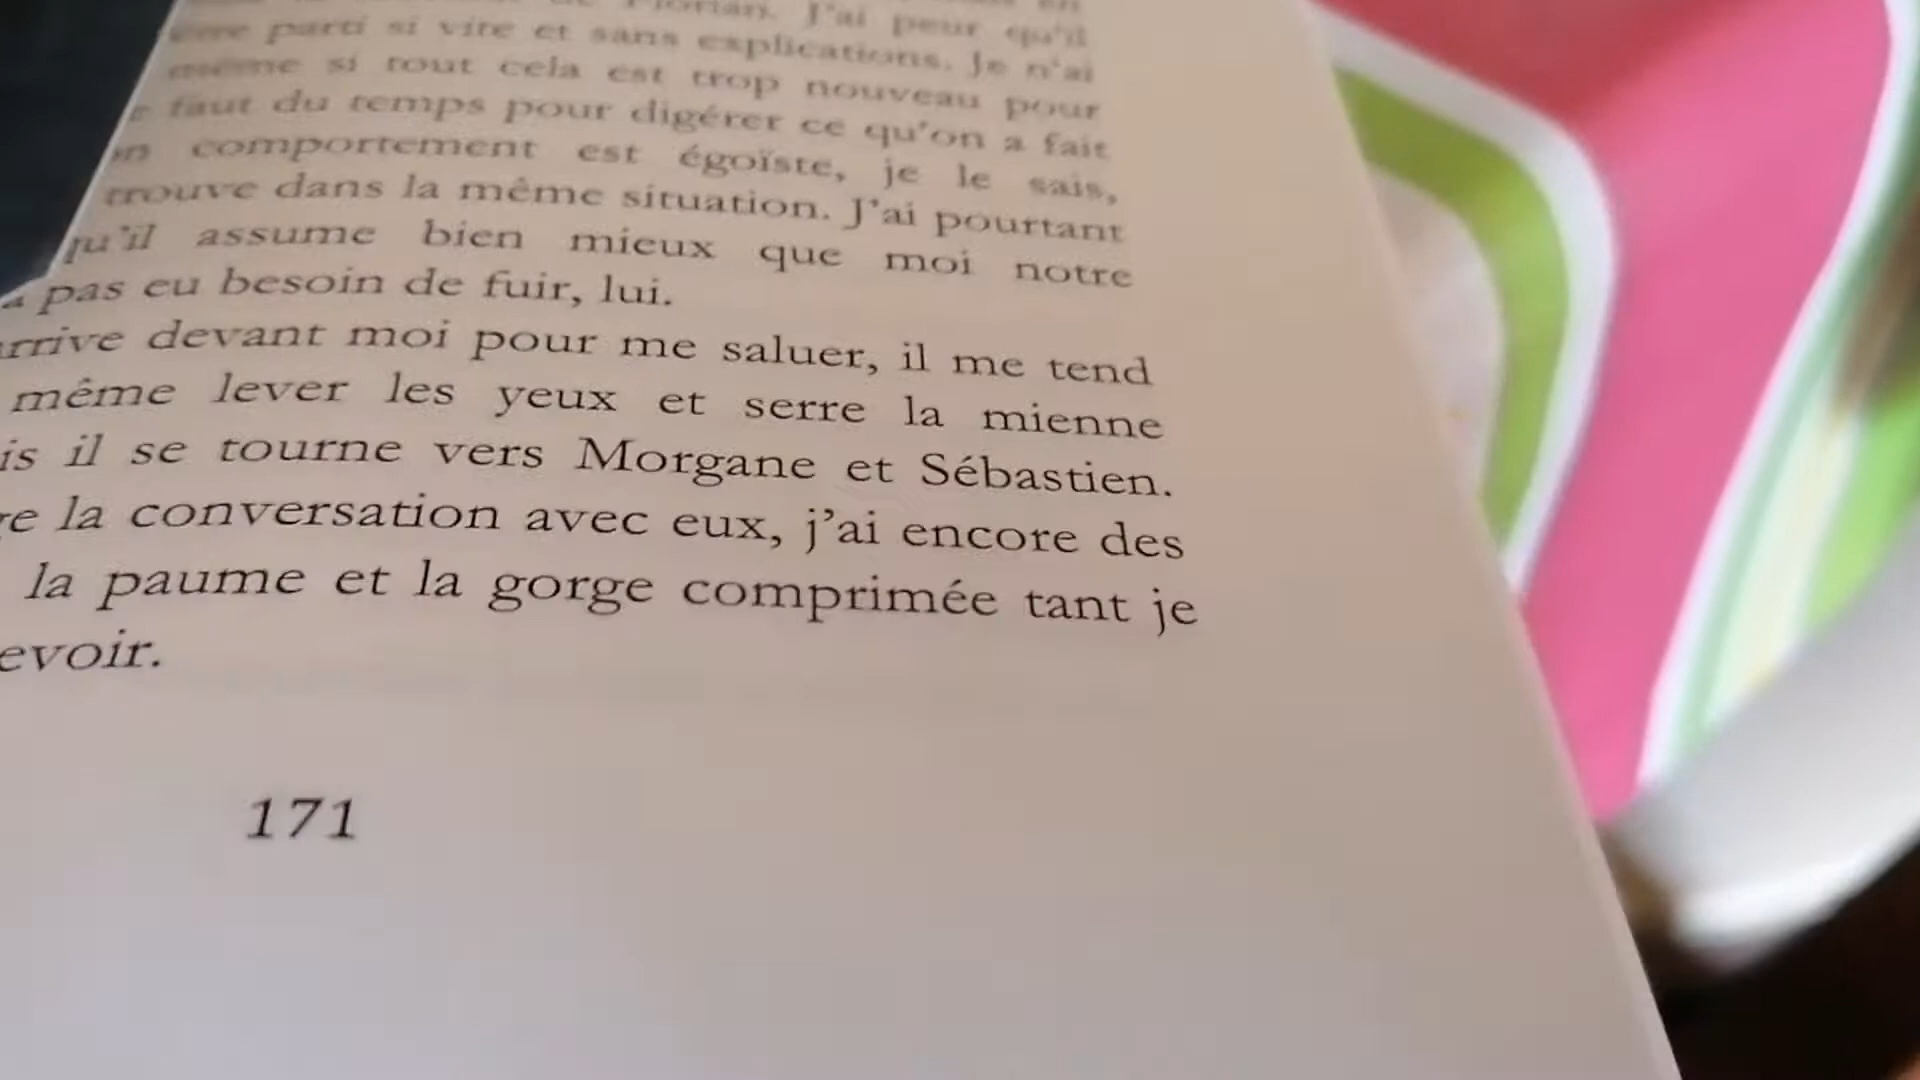 de Florian. J'ai peur qu'il
parti si vite et sans explications. Je n'ai
même si tout cela est trop nouveau pour
faut du temps pour digérer ce qu'on a fait
comportement est égoïste, je le sais,
trouve dans la même situation. J'ai pourtant
qu'il assume bien mieux que moi notre
pas eu besoin de fuir, lui.
devant moi pour me saluer, il me tend
même lever les yeux et serre la mienne
il se tourne vers Morgane et Sébastien.
la conversation avec eux, j'ai encore des
la paume et la gorge comprimée tant je
evoir.
171